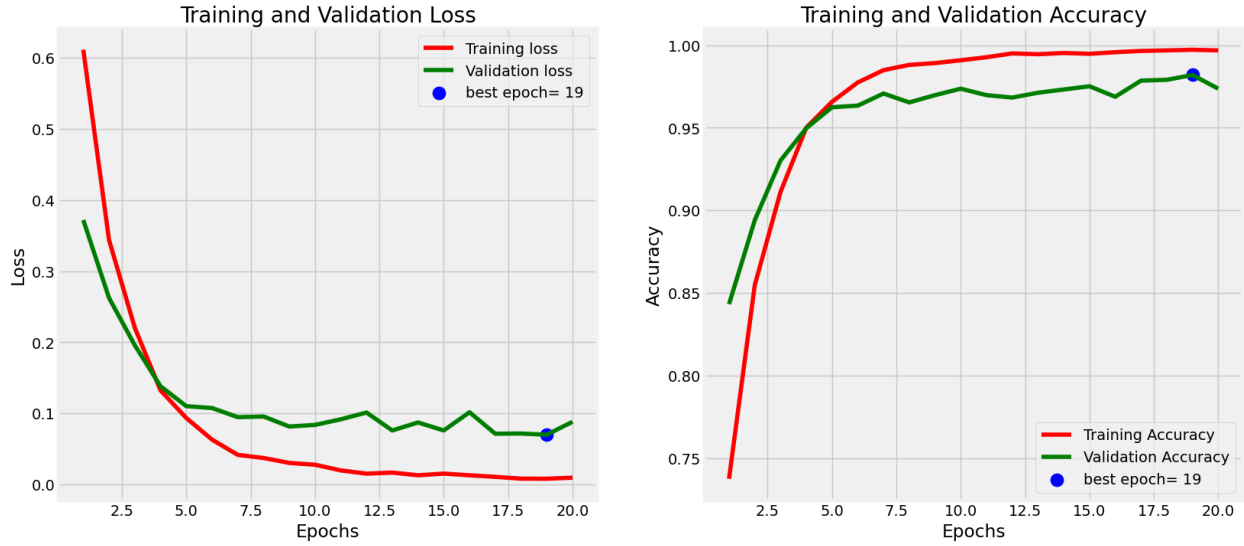 Training and Validation Loss
0.6
0.5
0.4
0.3
0.2
0.1
0.0
Loss
Training loss
Validation loss
best epoch= 19
2.5 5.0 7.5 10.0 12.5 15.0 17.5 20.0
Epochs
Training and Validation Accuracy
1.00
0.95
0.90
0.85
0.80
0.75
Accuracy
Training Accuracy
Validation Accuracy
best epoch= 19
2.5 5.0 7.5 10.0 12.5 15.0 17.5 20.0
Epochs